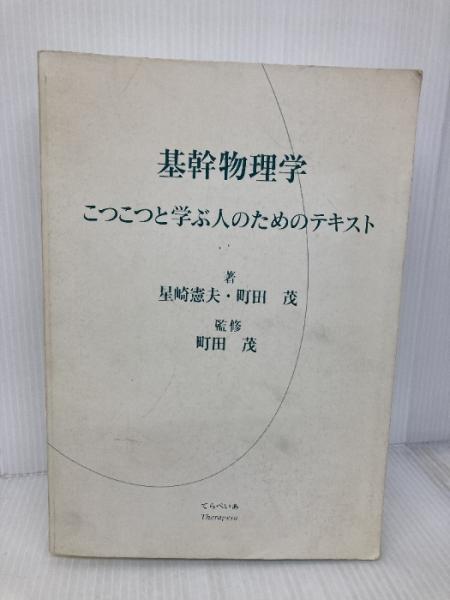 基幹物理学
こつこつと学ぶ人のためのテキスト
著
星崎憲夫・町田 茂
監修
町田 茂
てらぺいあ
Therapeia